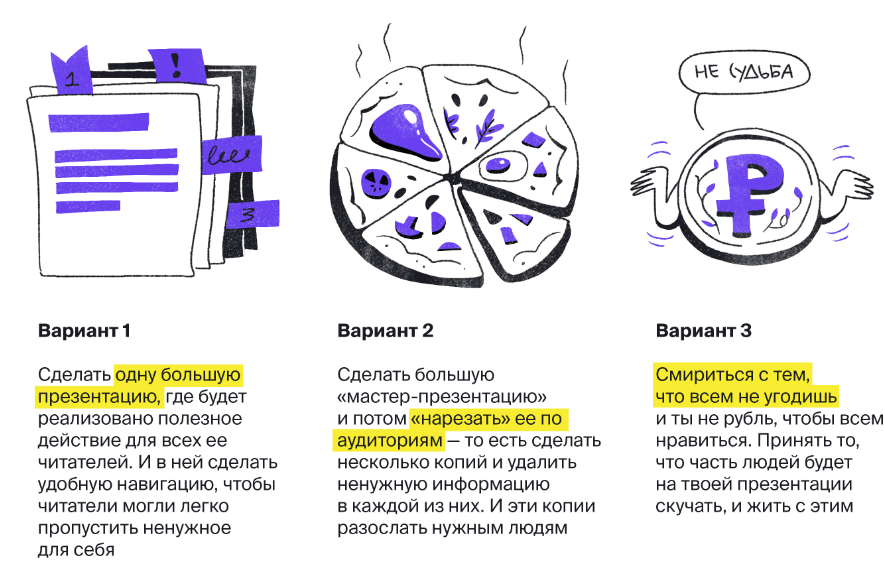 1
!
3
НЕ СУДЬБА
Вариант 1
Сделать одну большую
презентацию, где будет
реализовано полезное
действие для всех ее
читателей. И в ней сделать
удобную навигацию, чтобы
читатели могли легко
пропустить ненужное
для себя
Вариант 2
Сделать большую
«мастер-презентацию»
и потом «нарезать» ее по
аудиториям — то есть сделать
несколько копий и удалить
ненужную информацию
в каждой из них. И эти копии
разослать нужным людям
Вариант 3
Смириться с тем,
что всем не угодишь
и ты не рубль, чтобы всем
нравиться. Принять то,
что часть людей будет
на твоей презентации
скучать, и жить с этим